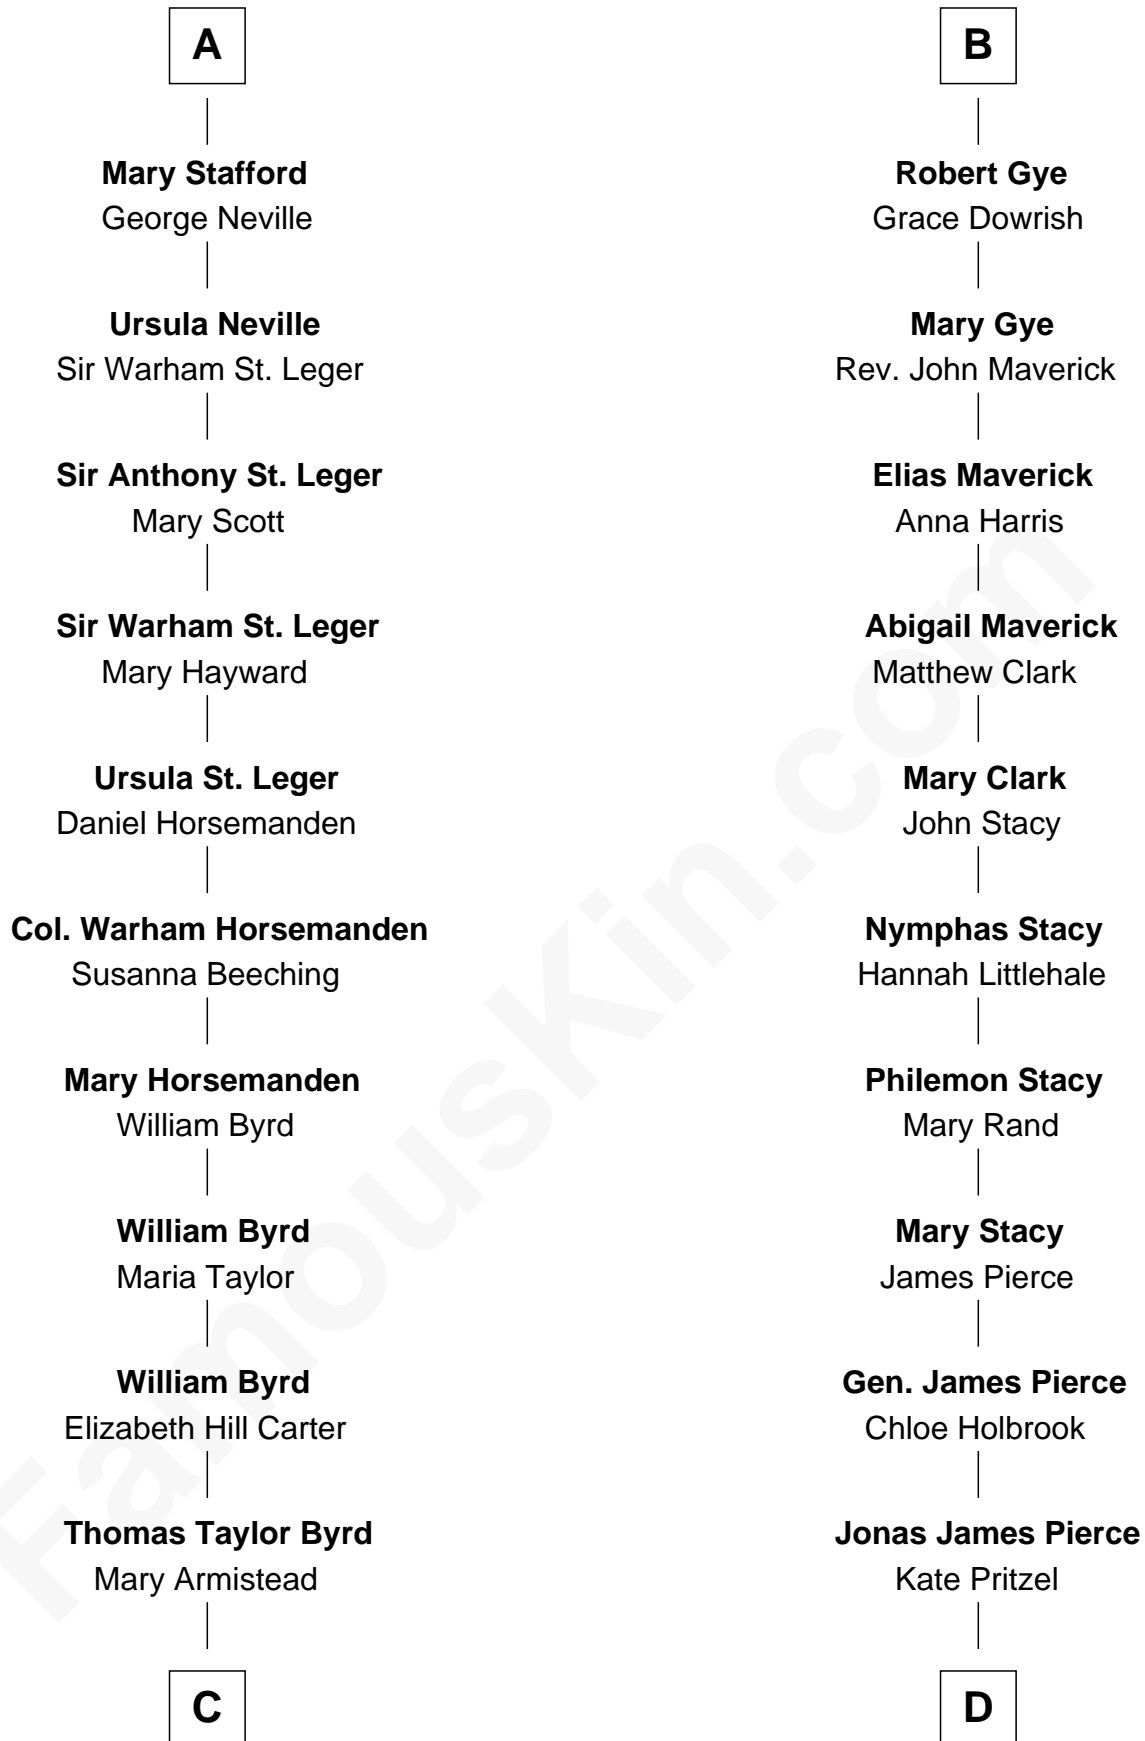 A
Mary Stafford
George Neville
Ursula Neville
Sir Warham St. Leger
Sir Anthony St. Leger
Mary Scott
Sir Warham St. Leger
Mary Hayward
Ursula St. Leger
Daniel Horsemanden
Col. Warham Horsemanden
Susanna Beeching
Mary Horsemanden
William Byrd
William Byrd
Maria Taylor
William Byrd
Elizabeth Hill Carter
Thomas Taylor Byrd
Mary Armistead
C
B
Robert Gye
Grace Dowrish
Mary Gye
Rev. John Maverick
Elias Maverick
Anna Harris
Abigail Maverick
Matthew Clark
Mary Clark
John Stacy
Nymphas Stacy
Hannah Littlehale
Philemon Stacy
Mary Rand
Mary Stacy
James Pierce
Gen. James Pierce
Chloe Holbrook
Jonas James Pierce
Kate Pritzel
D
FamousKin.com